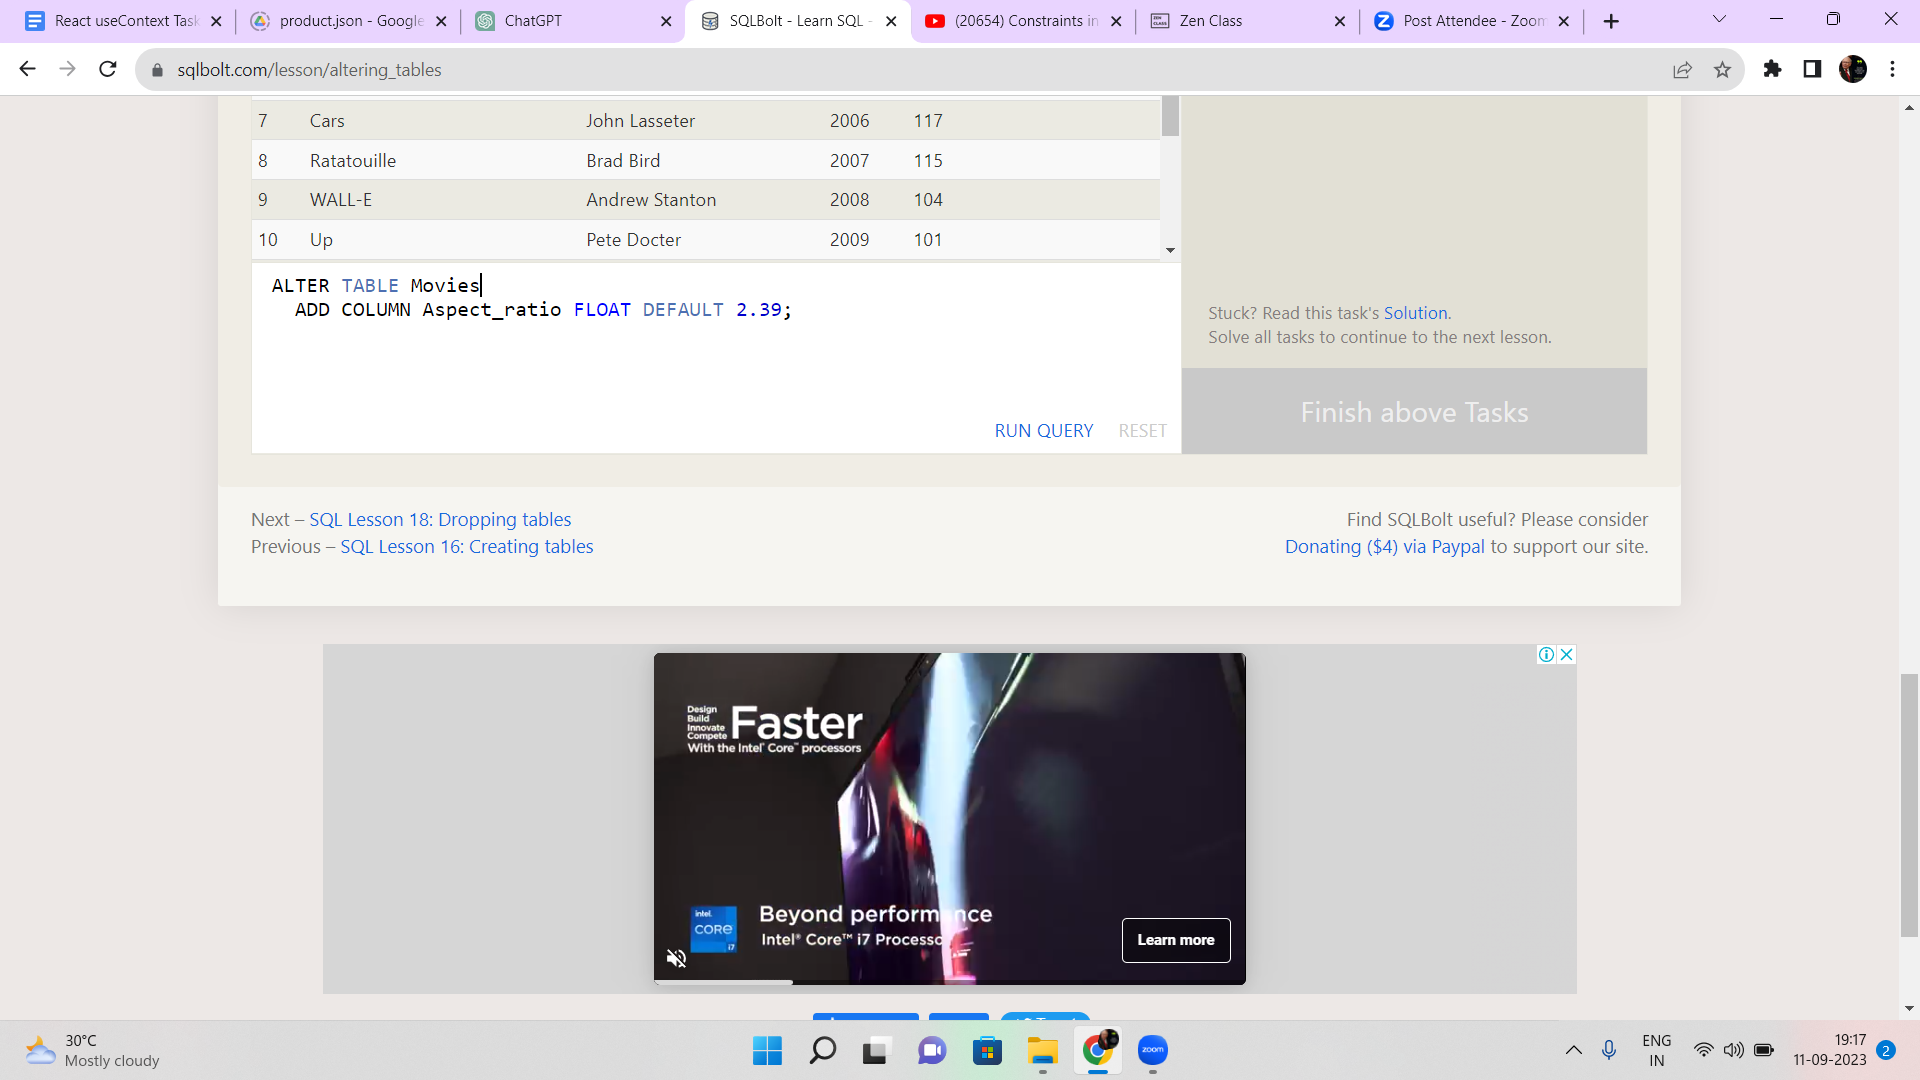 React useContext Task
product.json - Google
ChatGPT
SQLBolt - Learn SQL -
(20654) Constraints in
Zen Class
Post Attendee - Zoom
sqlbolt.com/lesson/altering_tables
7 Cars John Lasseter 2006 117
8 Ratatouille Brad Bird 2007 115
9 WALL-E Andrew Stanton 2008 104
10 Up Pete Docter 2009 101
ALTER TABLE Movies
ADD COLUMN Aspect_ratio FLOAT DEFAULT 2.39;
RUN QUERY RESET
Stuck? Read this task's Solution.
Solve all tasks to continue to the next lesson.
Finish above Tasks
Next – SQL Lesson 18: Dropping tables
Previous – SQL Lesson 16: Creating tables
Find SQLBolt useful? Please consider
Donating ($4) via Paypal to support our site.
Design
Build
Innovate
Compete
Faster
With the Intel® Core™ processors
intel.
CORE
i7
Beyond performance
Intel® Core™ i7 Processo
Learn more
30°C
Mostly cloudy
zoom
ENG
IN
19:17
11-09-2023
2